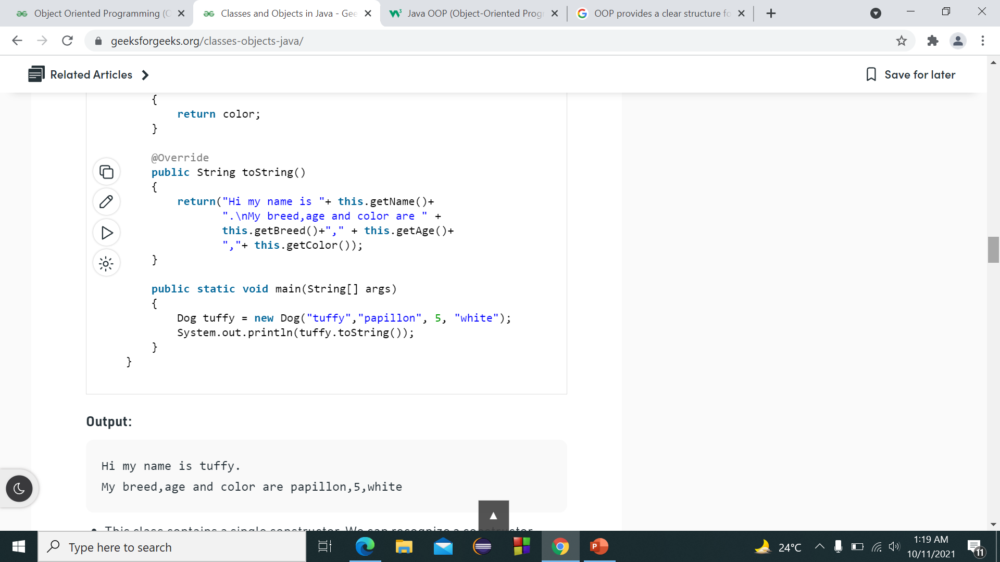 Object Oriented Programming (
Classes and Objects in Java - Gee
Java OOP (Object-Oriented Prog
OOP provides a clear structure fo
geeksforgeeks.org/classes-objects-java/
Related Articles
Save for later
{
return color;
}
@Override
public String toString()
{
return("Hi my name is "+ this.getName()+
".\nMy breed,age and color are " +
this.getBreed()+"," + this.getAge()+
","+ this.getColor());
}
public static void main(String[] args)
{
Dog tuffy = new Dog("tuffy","papillon", 5, "white");
System.out.println(tuffy.toString());
}
}
Output:
Hi my name is tuffy.
My breed,age and color are papillon,5,white
This class contains a single constructor. We can recognize a constructor
Type here to search
24°C
1:19 AM
10/11/2021
11